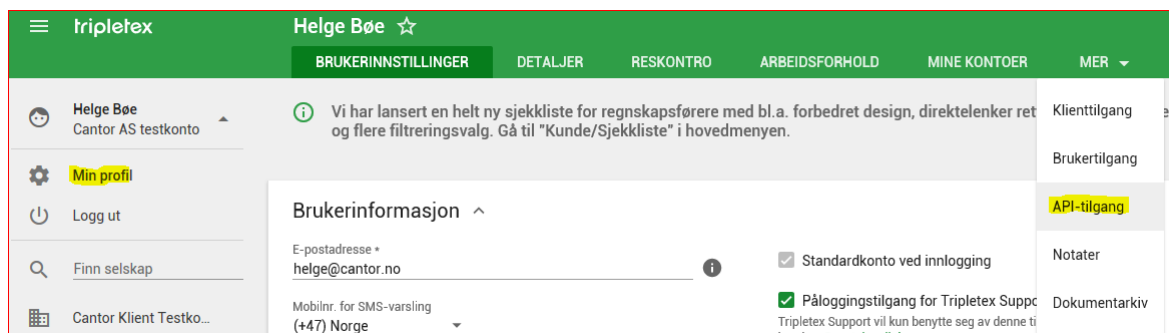 tripletex
Helge Bøe
BRUKERINNSTILLINGER DETALJER RESKONTRO ARBEIDSFORHOLD MINE KONTOER MER
Helge Bøe
Cantor AS testkonto
Min profil
Logg ut
Finn selskap
Cantor Klient Testko...
Vi har lansert en helt ny sjekkliste for regnskapsførere med bl.a. forbedret design, direktelenker
og flere filtreringsvalg. Gå til "Kunde/Sjekkliste" i hovedmenyen.
Brukerinformasjon
E-postadresse *
helge@cantor.no
Mobilnr. for SMS-varsling
(+47) Norge
Standardkonto ved innlogging
Påloggingstilgang for Tripletex
Tripletex Support vil kun benytte seg av denne
Klienttilgang
Brukertilgang
API-tilgang
Notater
Dokumentarkiv